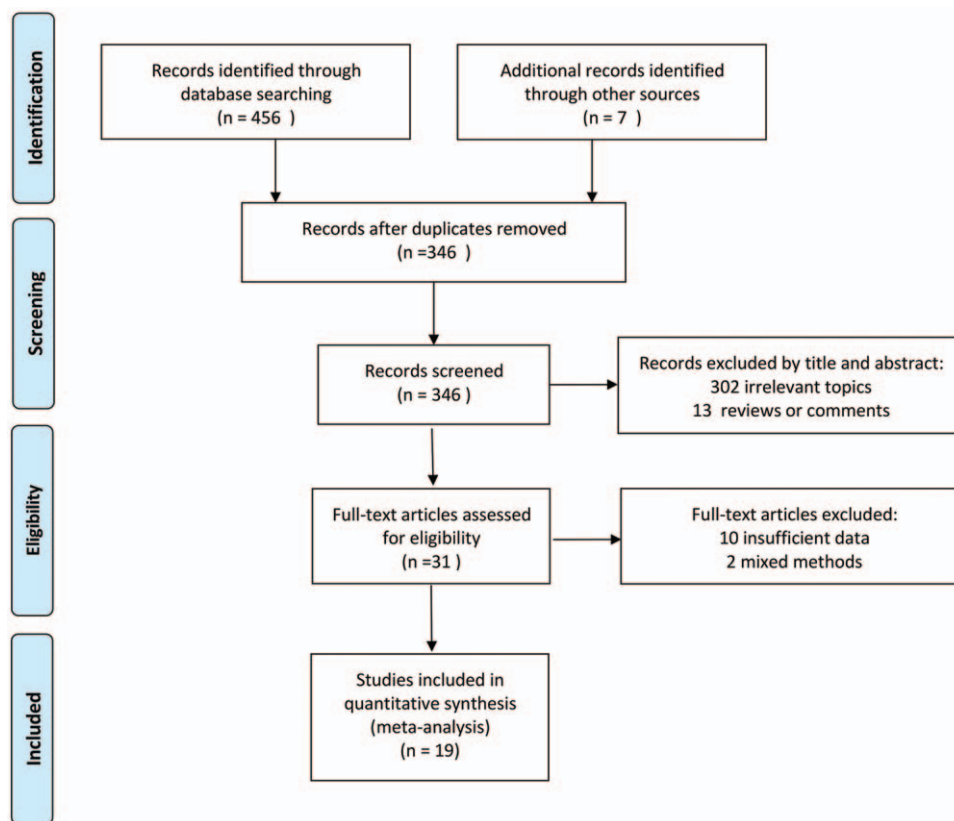 Identification
Records identified through
database searching
(n = 456  )
Additional records identified
through other sources
(n = 7  )
Screening
Records after duplicates removed
(n =346  )
Records screened
(n = 346 )
Records excluded by title and abstract:
302 irrelevant topics
13  reviews or comments
Eligibility
Full-text articles assessed
for eligibility
(n =31 )
Full-text articles excluded:
10 insufficient data
2 mixed methods
Included
Studies included in
quantitative synthesis
(meta-analysis)
(n = 19)